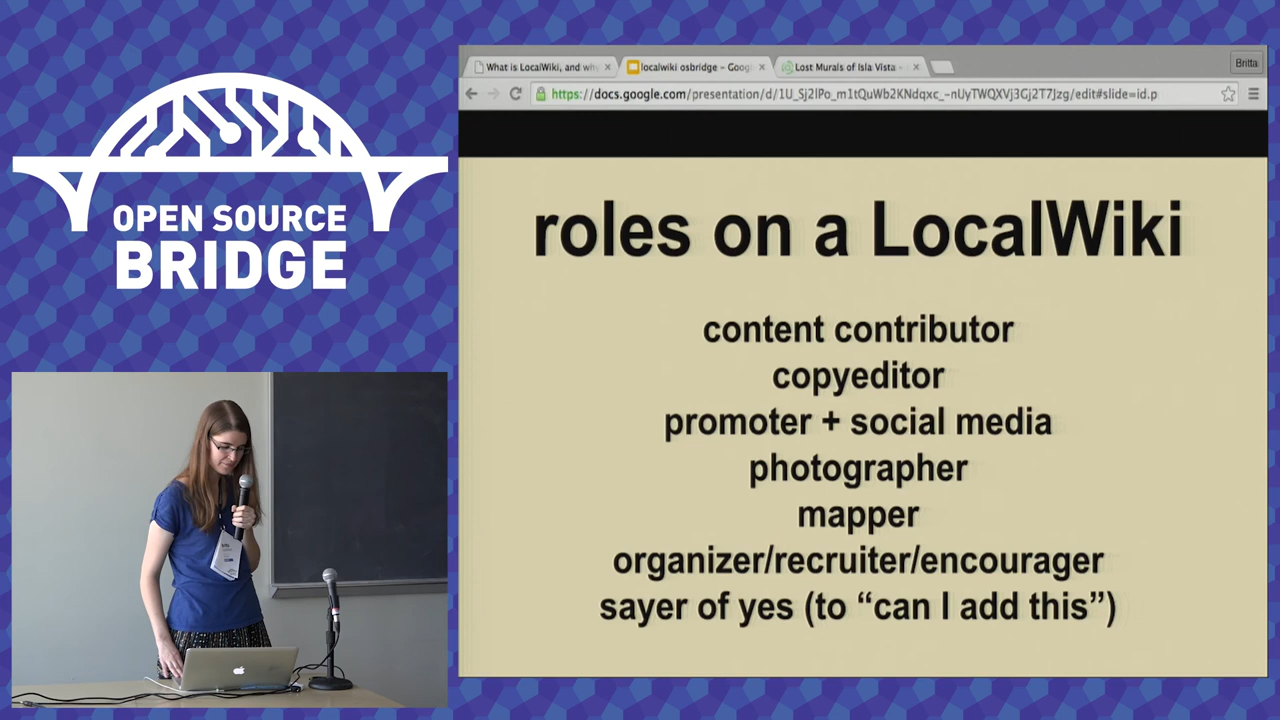 OPEN SOURCE
BRIDGE
What is LocalWiki, and why
localwiki osbridge – Goog
Lost Murals of Isla Vista –
Britta
https://docs.google.com/presentation/d/1U_Sj2lPo_m1tQuWb2KNdqxc_-nUyTWQXVj3Gj2T7Jzg/edit#slide=id.p
roles on a LocalWiki
content contributor
copyeditor
promoter + social media
photographer
mapper
organizer/recruiter/encourager
sayer of yes (to “can I add this”)